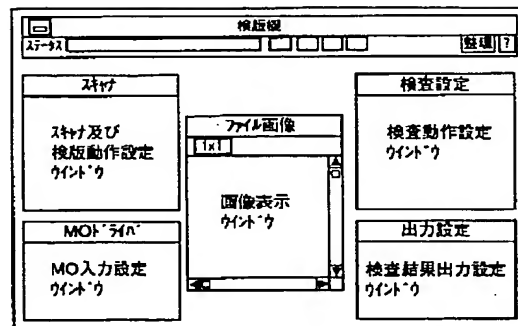 検版機
ステータス
整理 ?
スキャナ
スキャナ及び
検版動作設定
ウインドウ
MOドライバ
MO入力設定
ウインドウ
ファイル画像
1x1
画像表示
ウインドウ
検査設定
検査動作設定
ウインドウ
出力設定
検査結果出力設定
ウインドウ